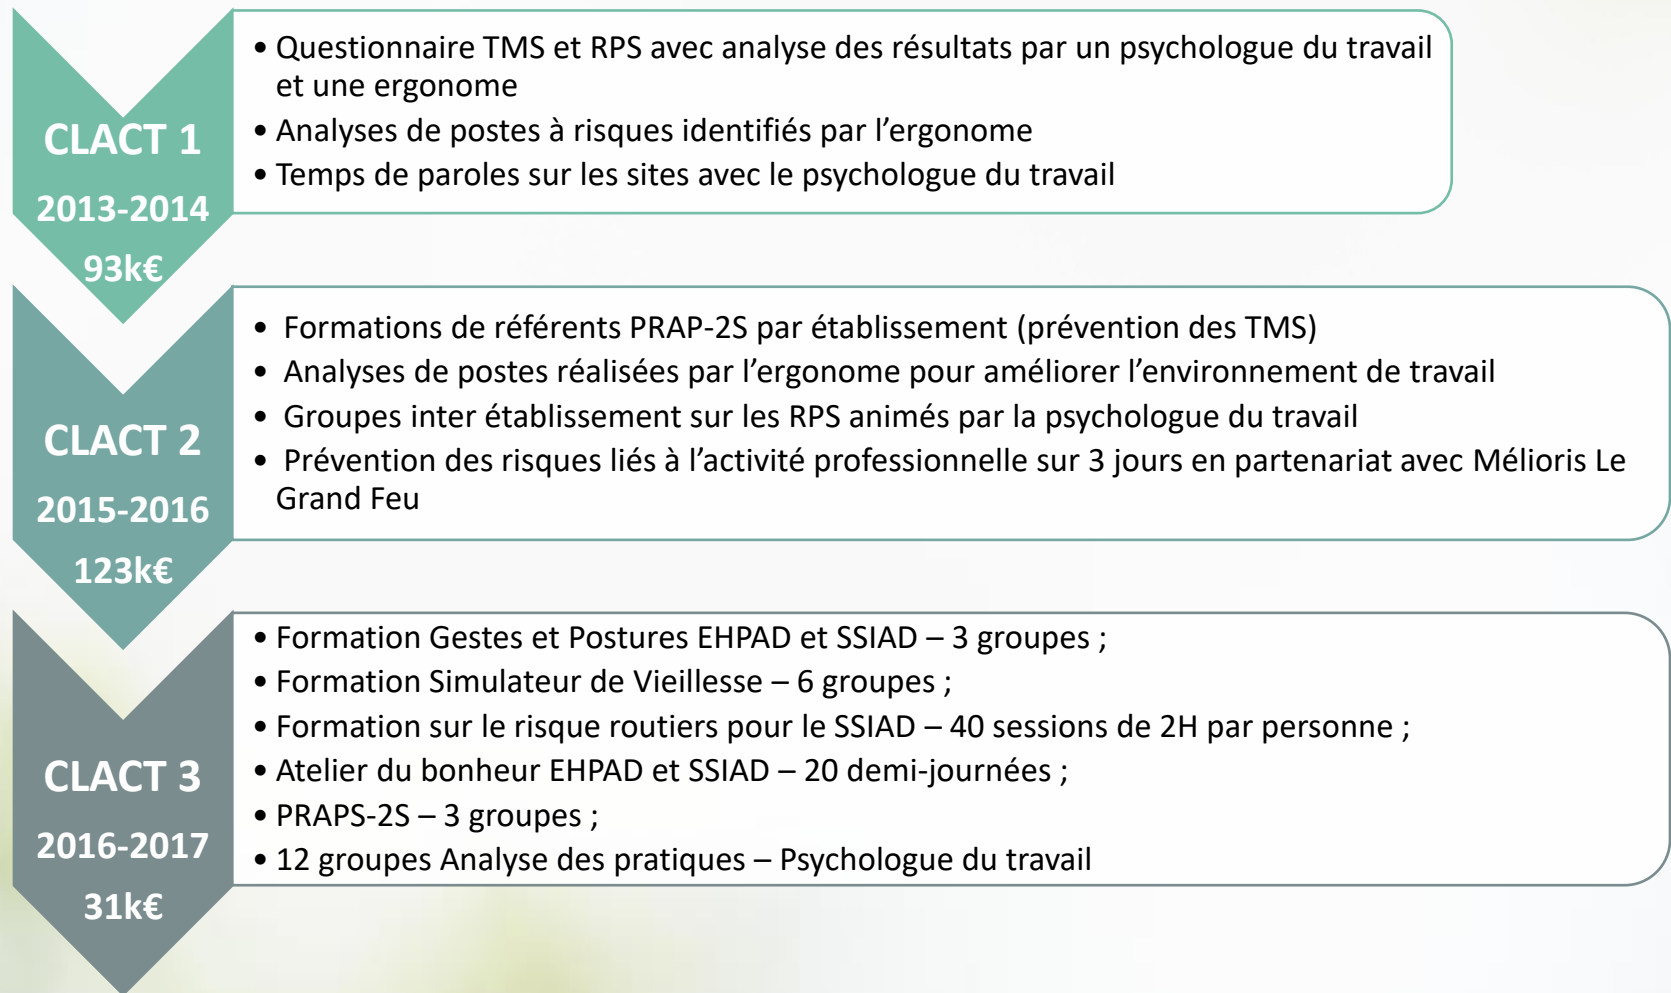 CLACT 1
2013-2014
93k€
• Questionnaire TMS et RPS avec analyse des résultats par un psychologue du travail
et une ergonome
• Analyses de postes à risques identifiés par l’ergonome
• Temps de paroles sur les sites avec le psychologue du travail
CLACT 2
2015-2016
123k€
• Formations de référents PRAP-2S par établissement (prévention des TMS)
• Analyses de postes réalisées par l’ergonome pour améliorer l’environnement de travail
• Groupes inter établissement sur les RPS animés par la psychologue du travail
• Prévention des risques liés à l’activité professionnelle sur 3 jours en partenariat avec Mélioris Le
Grand Feu
CLACT 3
2016-2017
31k€
• Formation Gestes et Postures EHPAD et SSIAD – 3 groupes ;
• Formation Simulateur de Vieillesse – 6 groupes ;
• Formation sur le risque routiers pour le SSIAD – 40 sessions de 2H par personne ;
• Atelier du bonheur EHPAD et SSIAD – 20 demi-journées ;
• PRAPS-2S – 3 groupes ;
• 12 groupes Analyse des pratiques – Psychologue du travail